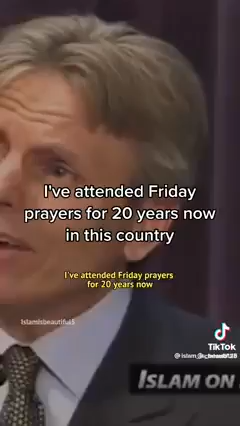 I've attended Friday
prayers for 20 years now
in this country
I've attended Friday prayers
for 20 years now
Islamisbeautiful5
TikTok
ISLAM ON